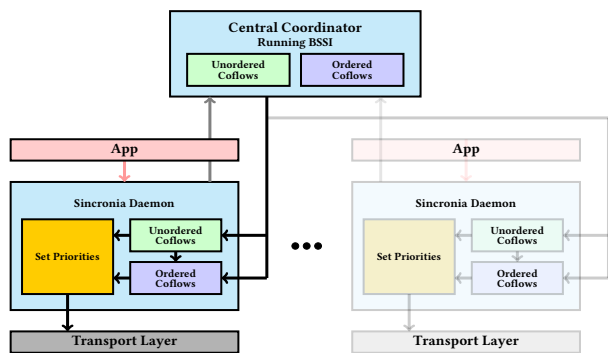 Central Coordinator
Running BSSI
Unordered
Coflows
Ordered
Coflows
App
Sincronia Daemon
Set Priorities
Unordered
Coflows
Ordered
Coflows
Transport Layer
App
Sincronia Daemon
Set Priorities
Unordered
Coflows
Ordered
Coflows
Transport Layer